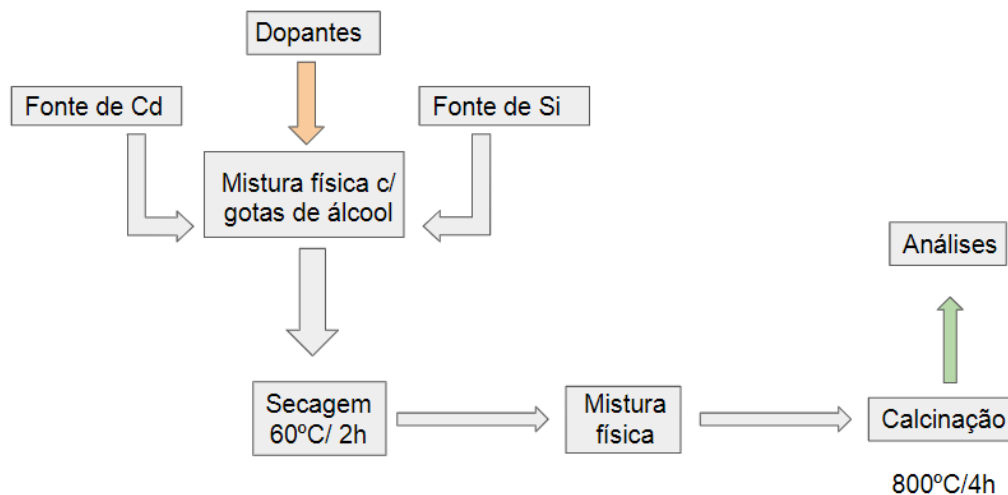 Dopantes
Fonte de Cd
Fonte de Si
Mistura física c/
gotas de álcool
Análises
Secagem
60ºC/ 2h
Mistura
física
Calcinação
800ºC/4h